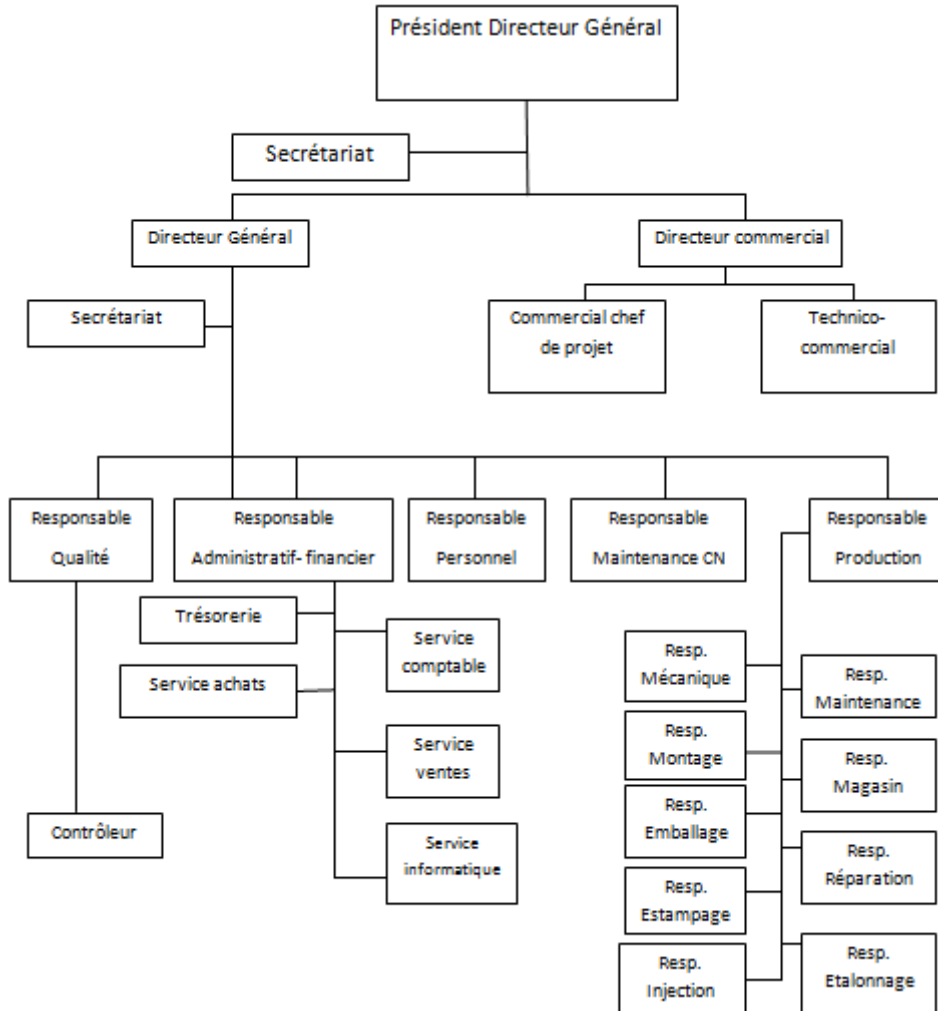 Président Directeur Général
Secrétariat
Directeur Général
Directeur commercial
Secrétariat
Commercial chef
de projet
Technico-
commercial
Responsable
Qualité
Responsable
Administratif- financier
Responsable
Personnel
Responsable
Maintenance CN
Responsable
Production
Trésorerie
Service
comptable
Service achats
Service
ventes
Service
informatique
Contrôleur
Resp.
Mécanique
Resp.
Maintenance
Resp.
Montage
Resp.
Magasin
Resp.
Emballage
Resp.
Réparation
Resp.
Estampage
Resp.
Etalonnage
Resp.
Injection